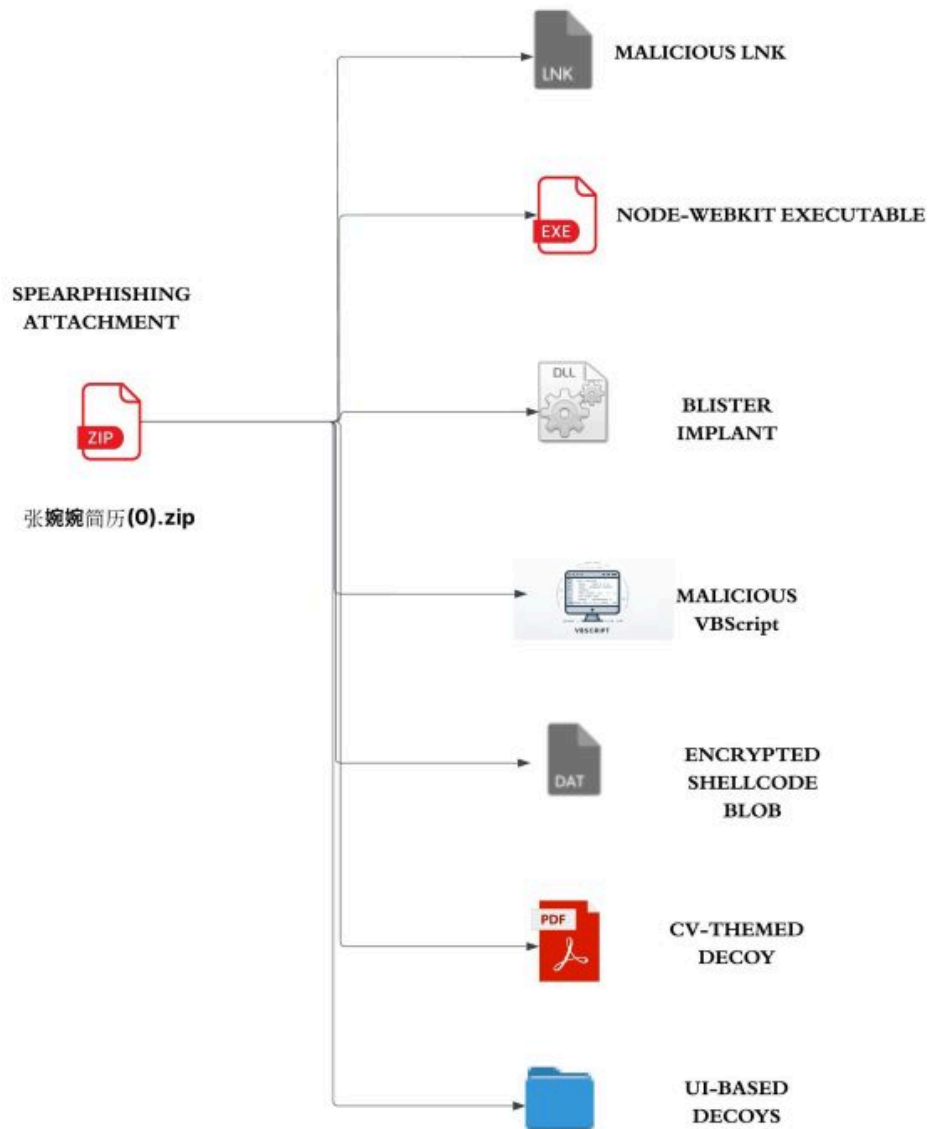 LNK
MALICIOUS LNK
EXE
NODE-WEBKIT EXECUTABLE
SPEARPHISHING
ATTACHMENT
ZIP
张婉婉简历(0).zip
DLL
BLISTER
IMPLANT
VBSCRIPT
MALICIOUS
VBScript
DAT
ENCRYPTED
SHELLCODE
BLOB
PDF
CV-THEMED
DECOY
UI-BASED
DECOYS